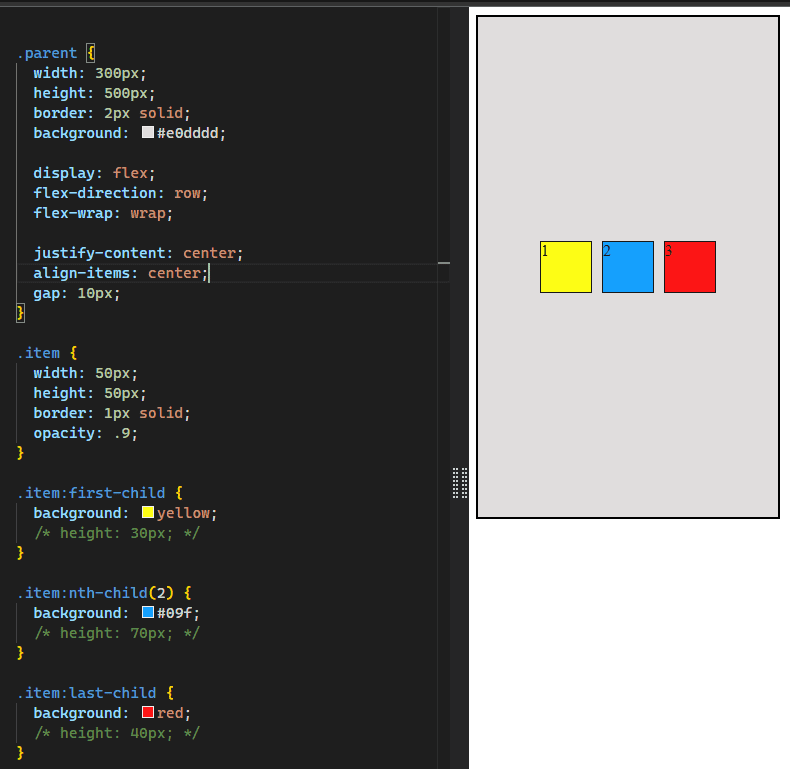 .parent {
  width: 300px;
  height: 500px;
  border: 2px solid;
  background: #e0dddd;

  display: flex;
  flex-direction: row;
  flex-wrap: wrap;

  justify-content: center;
  align-items: center;
  gap: 10px;
}

.item {
  width: 50px;
  height: 50px;
  border: 1px solid;
  opacity: .9;
}

.item:first-child {
  background: yellow;
  /* height: 30px; */
}

.item:nth-child(2) {
  background: #09f;
  /* height: 70px; */
}

.item:last-child {
  background: red;
  /* height: 40px; */
}
1 2 3